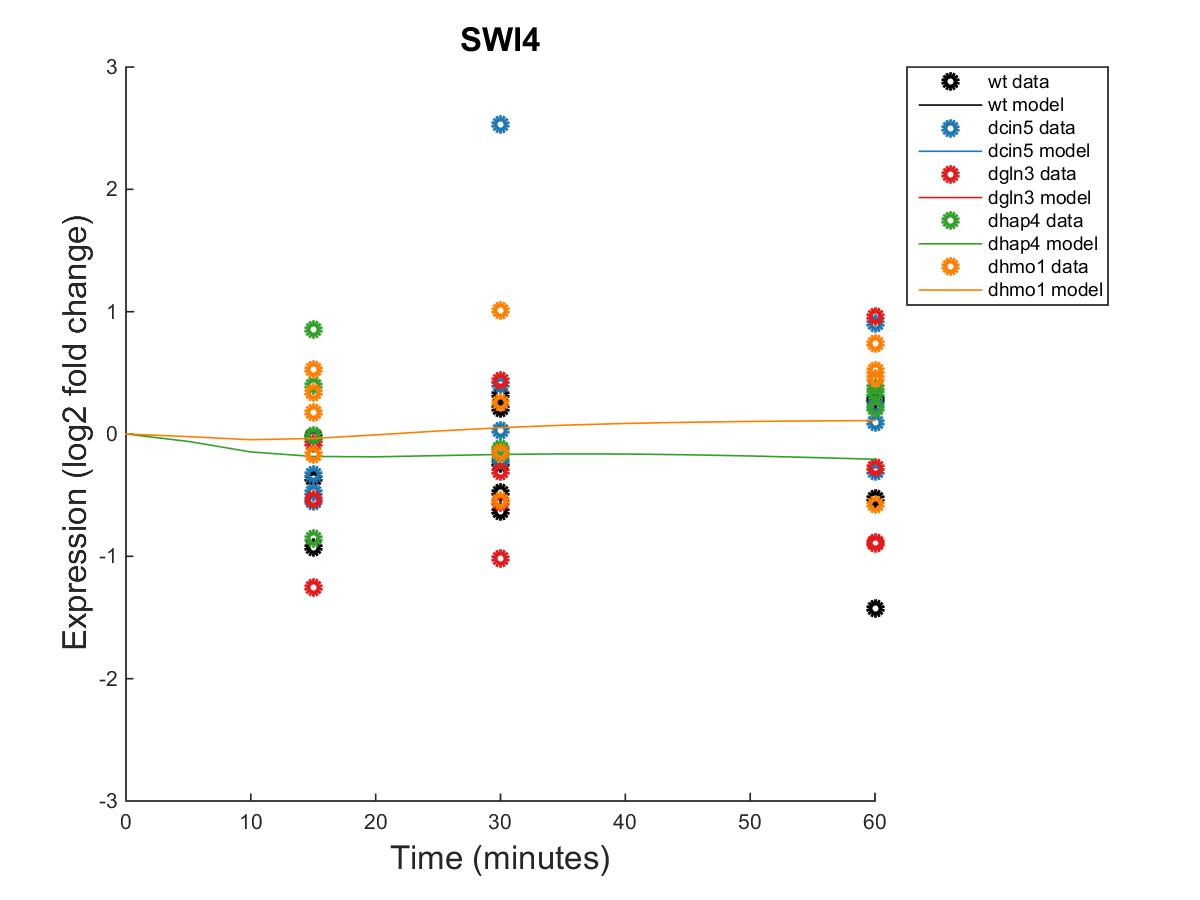 SWI4
3
2
1
0
-1
-2
-3
0 10 20 30 40 50 60
Expression (log2 fold change)
Time (minutes)
wt data
wt model
dcin5 data
dcin5 model
dgln3 data
dgln3 model
dhap4 data
dhap4 model
dhmo1 data
dhmo1 model